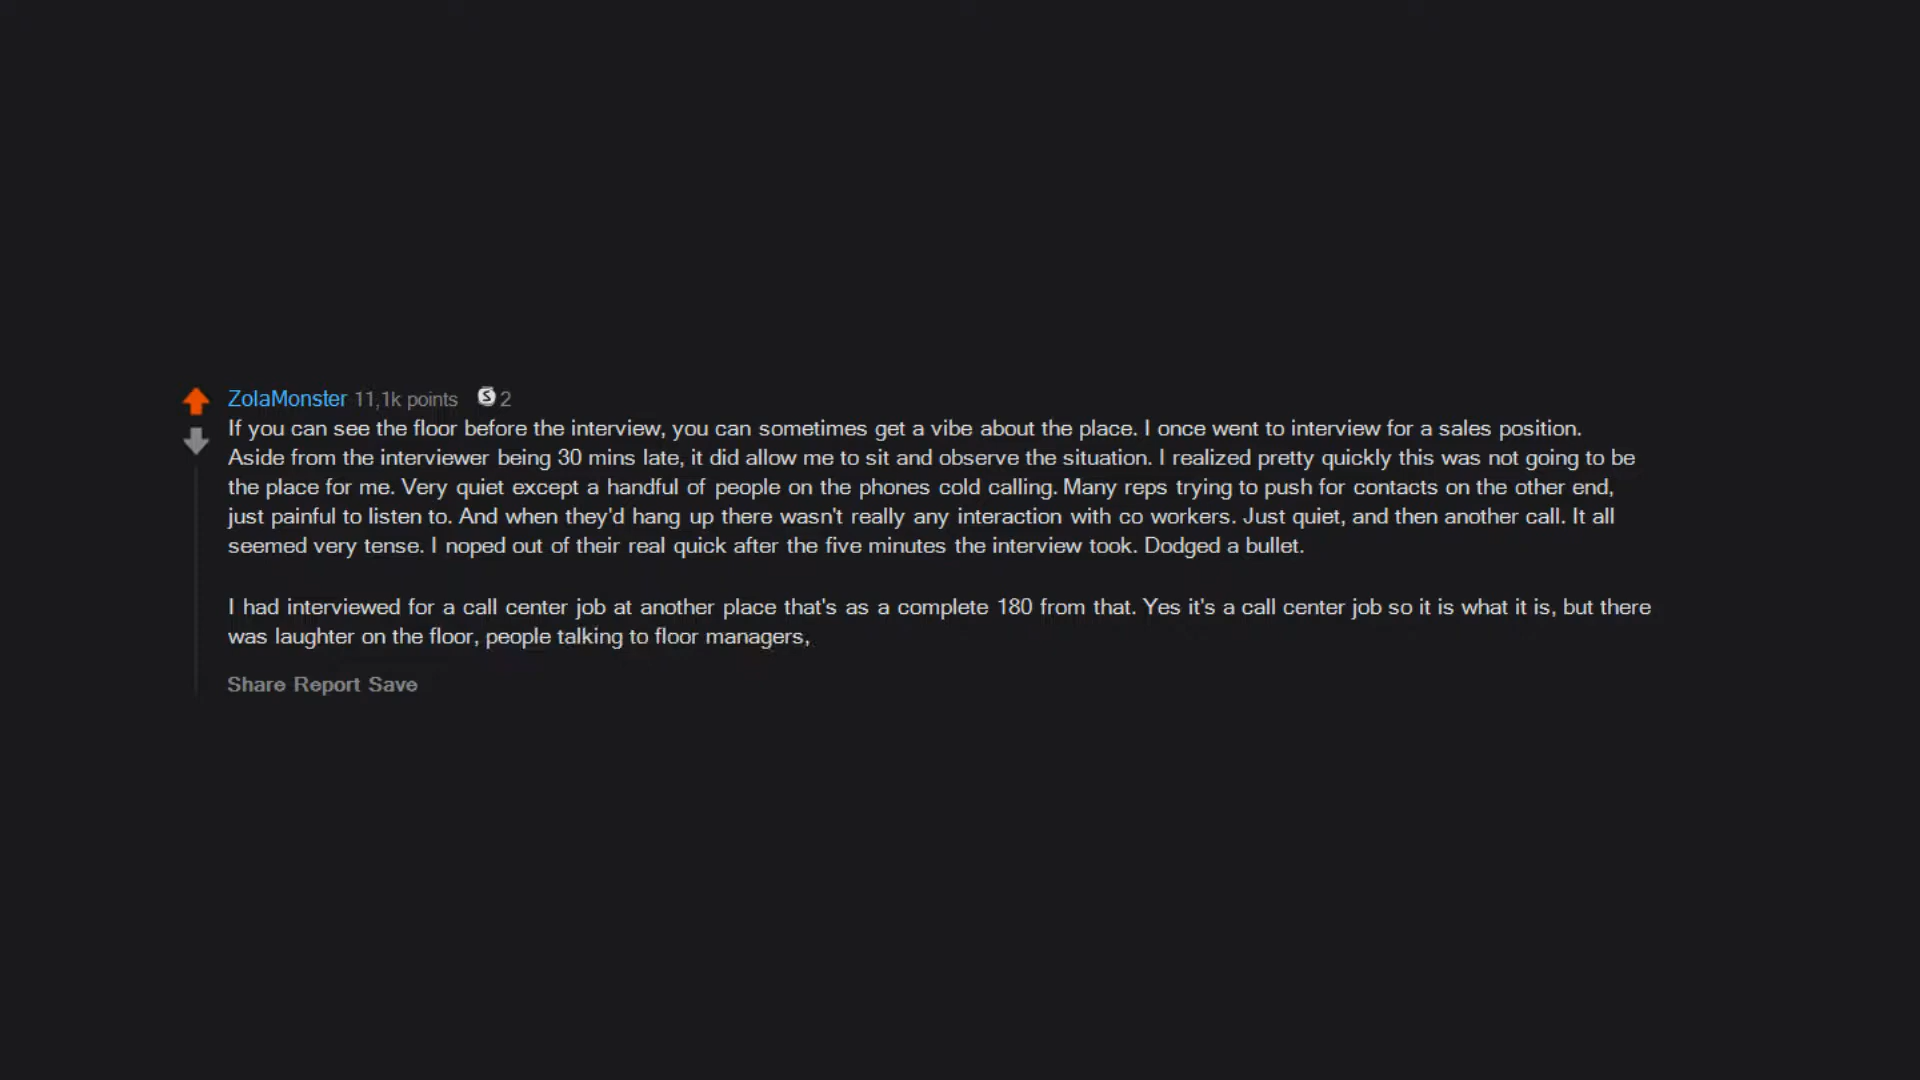 ZolaMonster 11,1k points S 2
If you can see the floor before the interview, you can sometimes get a vibe about the place. I once went to interview for a sales position.
Aside from the interviewer being 30 mins late, it did allow me to sit and observe the situation. I realized pretty quickly this was not going to be
the place for me. Very quiet except a handful of people on the phones cold calling. Many reps trying to push for contacts on the other end,
just painful to listen to. And when they'd hang up there wasn't really any interaction with co workers. Just quiet, and then another call. It all
seemed very tense. I noped out of their real quick after the five minutes the interview took. Dodged a bullet.
I had interviewed for a call center job at another place that's as a complete 180 from that. Yes it's a call center job so it is what it is, but there
was laughter on the floor, people talking to floor managers,
Share Report Save